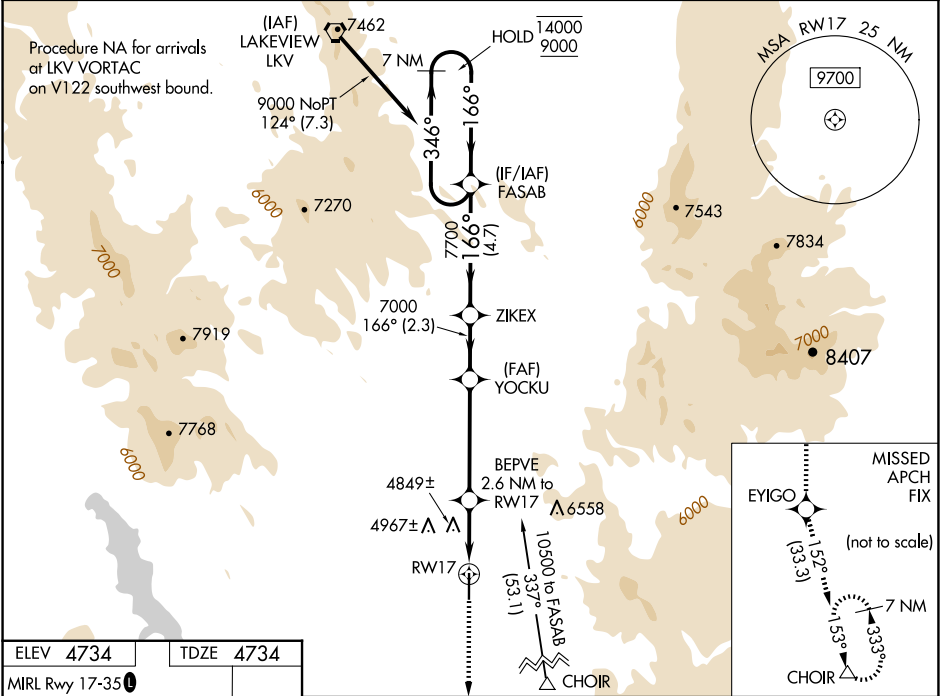 Procedure NA for arrivals
at LKV VORTAC
on V122 southwest bound.
(IAF)
LAKEVIEW
LKV
7462
7 NM
HOLD
14000
9000
9000 NoPT
124° (7.3)
346°
166°
(IF/IAF)
FASAB
MSA RW17 25 NM
9700
6000
7270
7700
166°
(4.7)
6000
7543
7834
7000
7000
166° (2.3)
ZIKEX
7919
7000
8407
(FAF)
YOCKU
7768
6000
BEPVE
2.6 NM to
RW17
4849±
4967±
6558
6000
RW17
10500 to FASAB
337°
(53.1)
CHOIR
MISSED
APCH
FIX
EYIGO
(not to scale)
152°
(33.3)
7 NM
153°
333°
CHOIR
ELEV 4734
TDZE 4734
MIRL Rwy 17-35 L